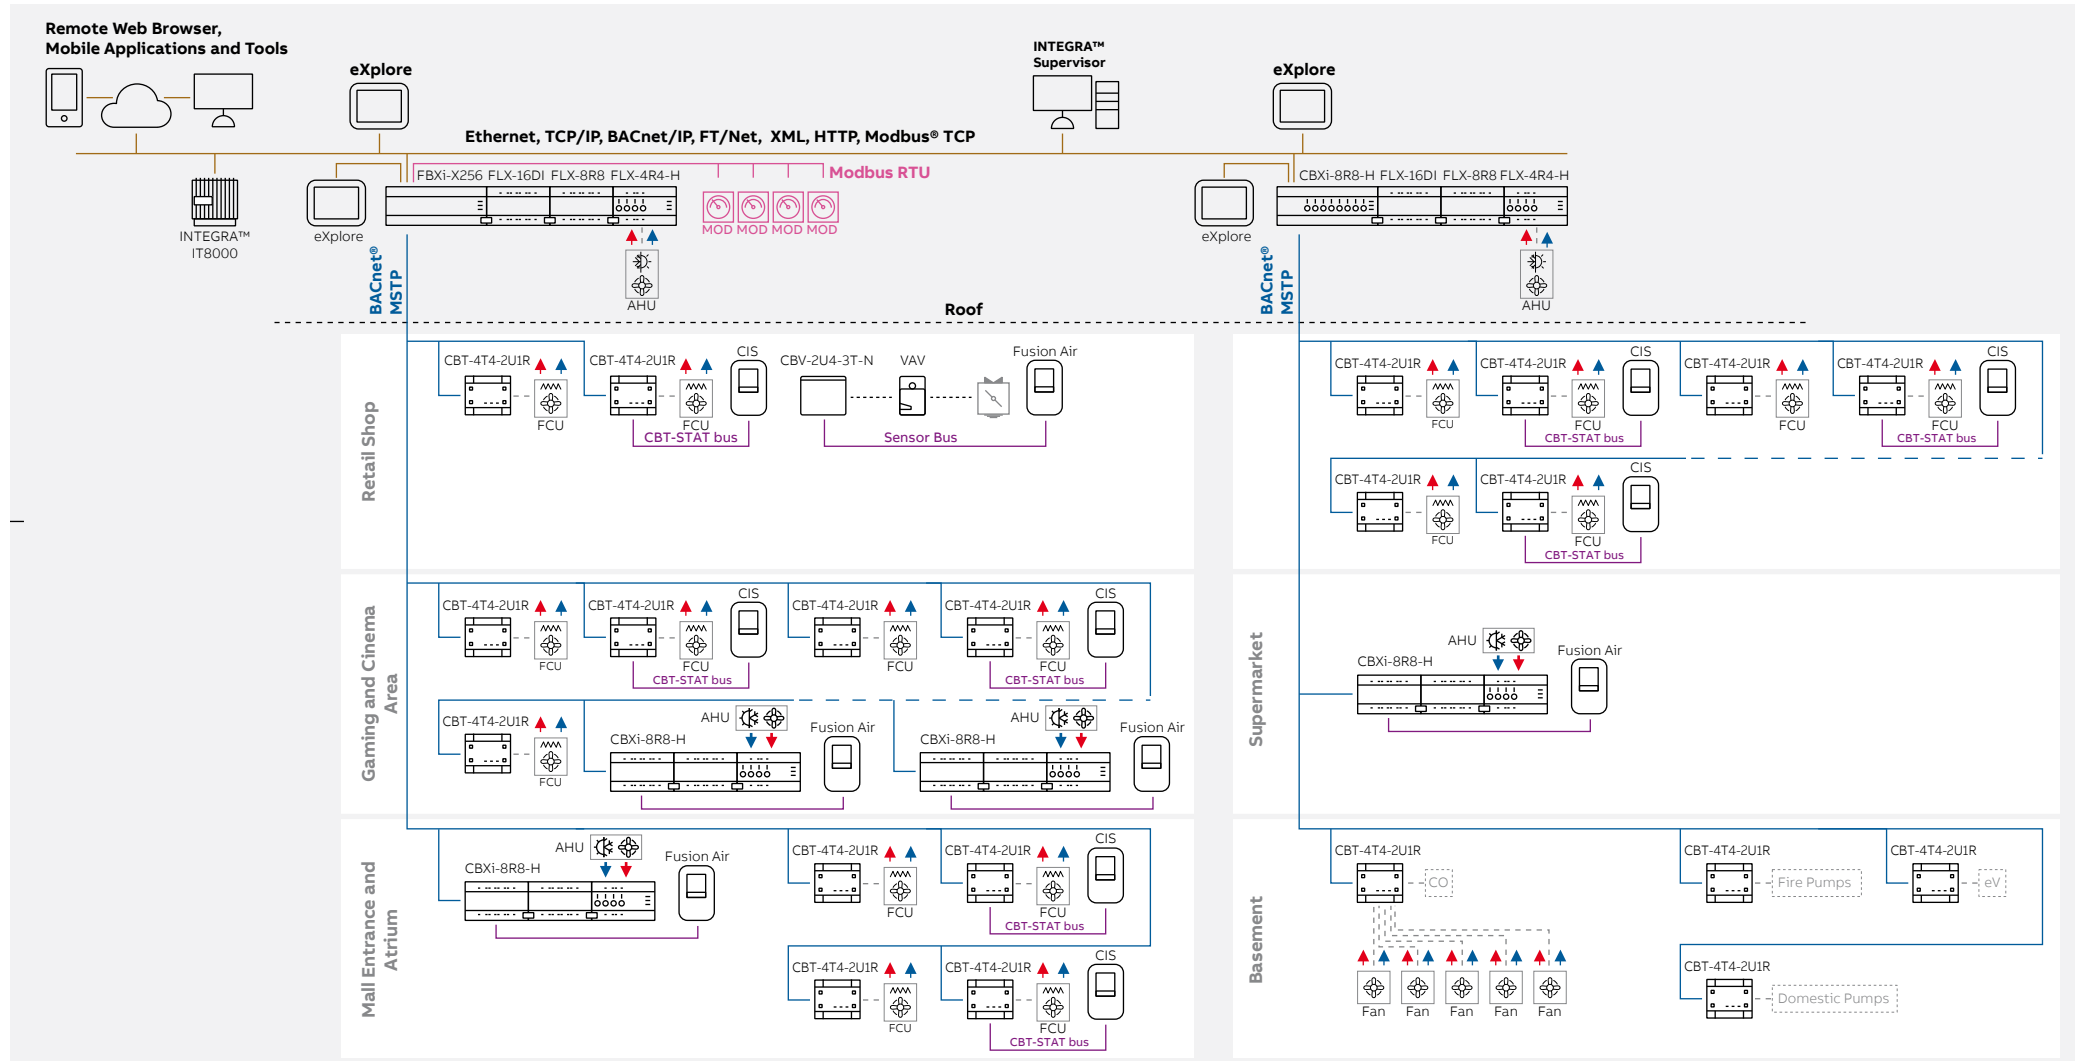 Remote Web Browser,
Mobile Applications and Tools
eXplore
INTEGRA™
Supervisor
eXplore
Ethernet, TCP/IP, BACnet/IP, FT/Net, XML, HTTP, Modbus® TCP
INTEGRA™
IT8000
eXplore
FBXi-X256 FLX-16DI FLX-8R8 FLX-4R4-H
Modbus RTU
MOD MOD MOD MOD
AHU
BACnet®
MSTP
eXplore
CBXi-8R8-H FLX-16DI FLX-8R8 FLX-4R4-H
AHU
BACnet®
MSTP
Roof
Retail Shop
CBT-4T4-2U1R
FCU
CBT-4T4-2U1R
FCU
CIS
CBT-STAT bus
CBV-2U4-3T-N
VAV
Fusion Air
Sensor Bus
CBT-4T4-2U1R
FCU
CBT-4T4-2U1R
FCU
CIS
CBT-STAT bus
CBT-4T4-2U1R
FCU
CBT-4T4-2U1R
FCU
CIS
CBT-STAT bus
CBT-4T4-2U1R
FCU
CBT-4T4-2U1R
FCU
CIS
CBT-STAT bus
Gaming and Cinema
Area
CBT-4T4-2U1R
FCU
CBT-4T4-2U1R
FCU
CIS
CBT-STAT bus
CBT-4T4-2U1R
FCU
CBT-4T4-2U1R
FCU
CIS
CBT-STAT bus
CBT-4T4-2U1R
FCU
AHU
CBXi-8R8-H
Fusion Air
AHU
CBXi-8R8-H
Fusion Air
Supermarket
AHU
CBXi-8R8-H
Fusion Air
Mall Entrance and
Atrium
AHU
CBXi-8R8-H
Fusion Air
CBT-4T4-2U1R
FCU
CBT-4T4-2U1R
FCU
CIS
CBT-STAT bus
CBT-4T4-2U1R
FCU
CBT-4T4-2U1R
FCU
CIS
CBT-STAT bus
Basement
CBT-4T4-2U1R
CO
Fan Fan Fan Fan Fan
CBT-4T4-2U1R
Fire Pumps
CBT-4T4-2U1R
eV
CBT-4T4-2U1R
Domestic Pumps